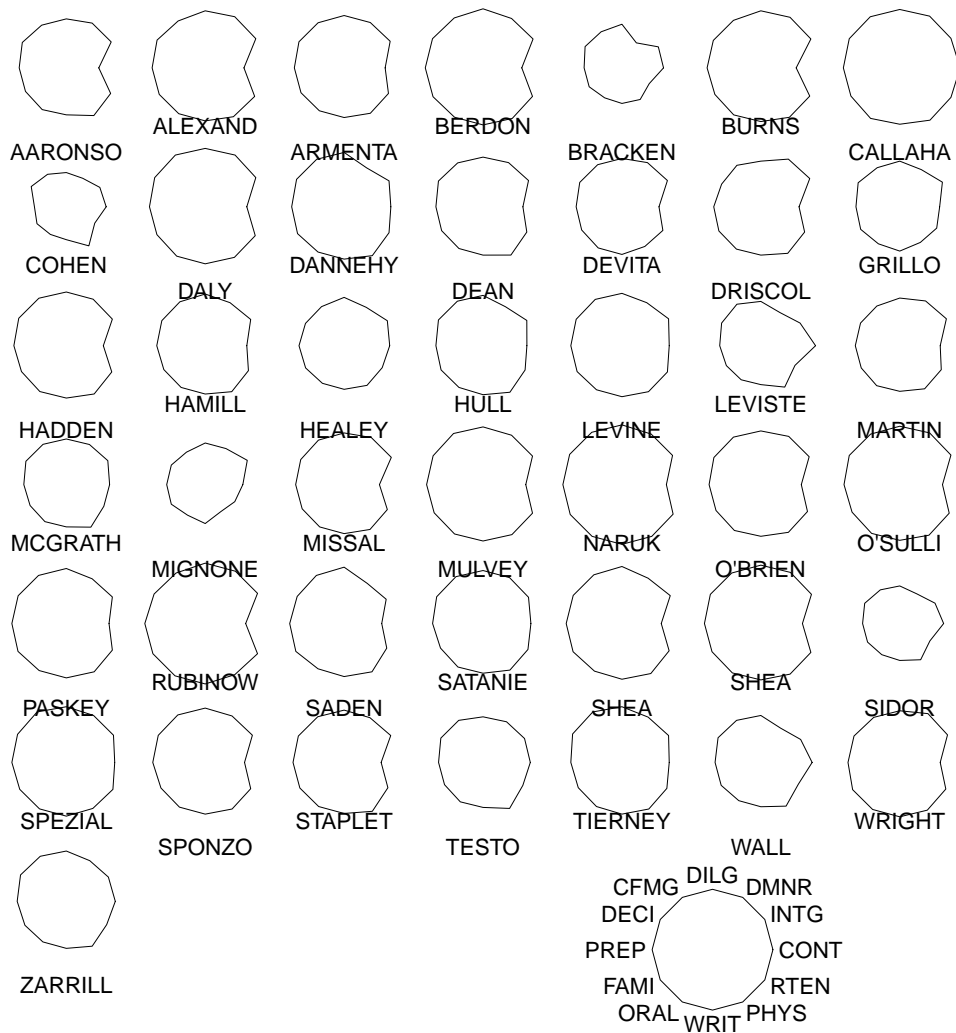 ALEXAND BERDON BURNS
AARONSO ARMENTA BRACKEN CALLAHA
COHEN DANNEHY DEVITA GRILLO
DALY DEAN DRISCOL
HAMILL HULL LEVISTE
HADDEN HEALEY LEVINE MARTIN
MCGRATH MISSAL NARUK O'SULLI
MIGNONE MULVEY O'BRIEN
RUBINOW SATANIE SHEA
PASKEY SADEN SHEA SIDOR
SPEZIAL STAPLET TIERNEY WRIGHT
SPONZO TESTO WALL
DILG
CFMG DMNR
DECI INTG
PREP CONT
ZARRILL FAMI RTEN
ORAL WRIT PHYS